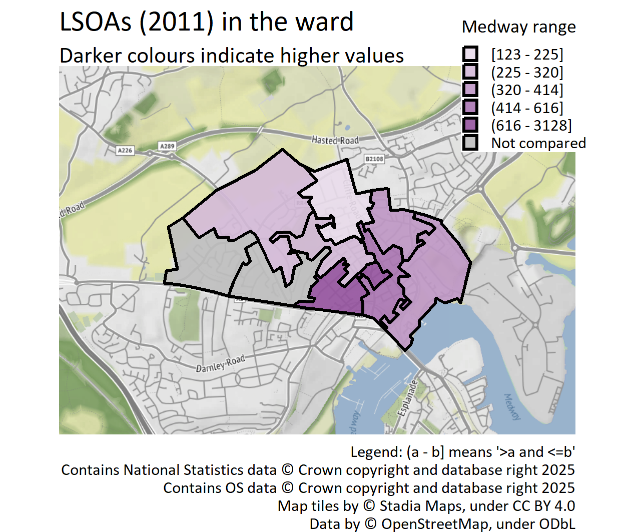 LSOAs (2011) in the ward
Darker colours indicate higher values
Medway range
[123 - 225]
(225 - 320]
(320 - 414]
(414 - 616]
(616 - 3128]
Not compared
Hasted Road
A226
A289
B2108
d Road
Darnley Road
Esplanade
Medway
edway
Legend: (a - b] means '>a and <=b'
Contains National Statistics data © Crown copyright and database right 2025
Contains OS data © Crown copyright and database right 2025
Map tiles by © Stadia Maps, under CC BY 4.0
Data by © OpenStreetMap, under ODbL